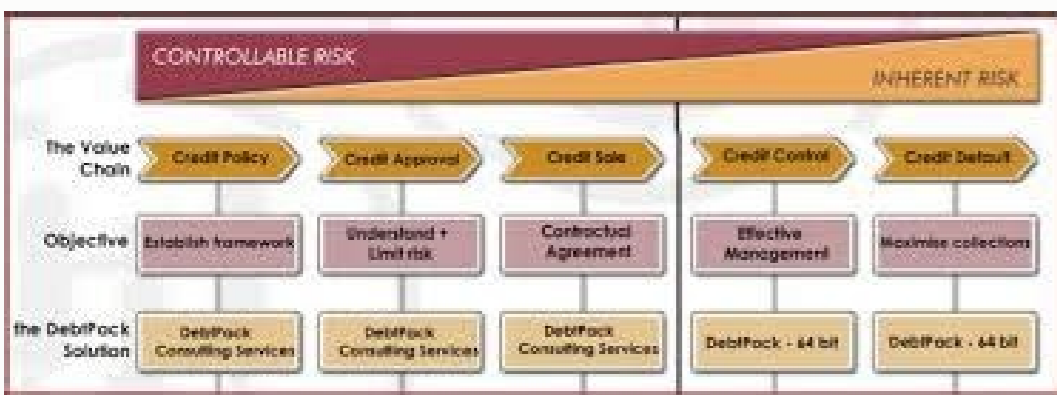 CONTROLLABLE RISK
INHERENT RISK
The Value
Chain
Credit Policy
Credit Approval
Credit Sale
Credit Control
Credit Default
Objective
Establish framework
Understand +
Limit risk
Contractual
Agreement
Effective
Management
Maximise collections
the DebtPack
Solution
DebtPack
Consulting Services
DebtPack
Consulting Services
DebtPack
Consulting Services
DebtPack - 64 bit
DebtPack - 64 bit